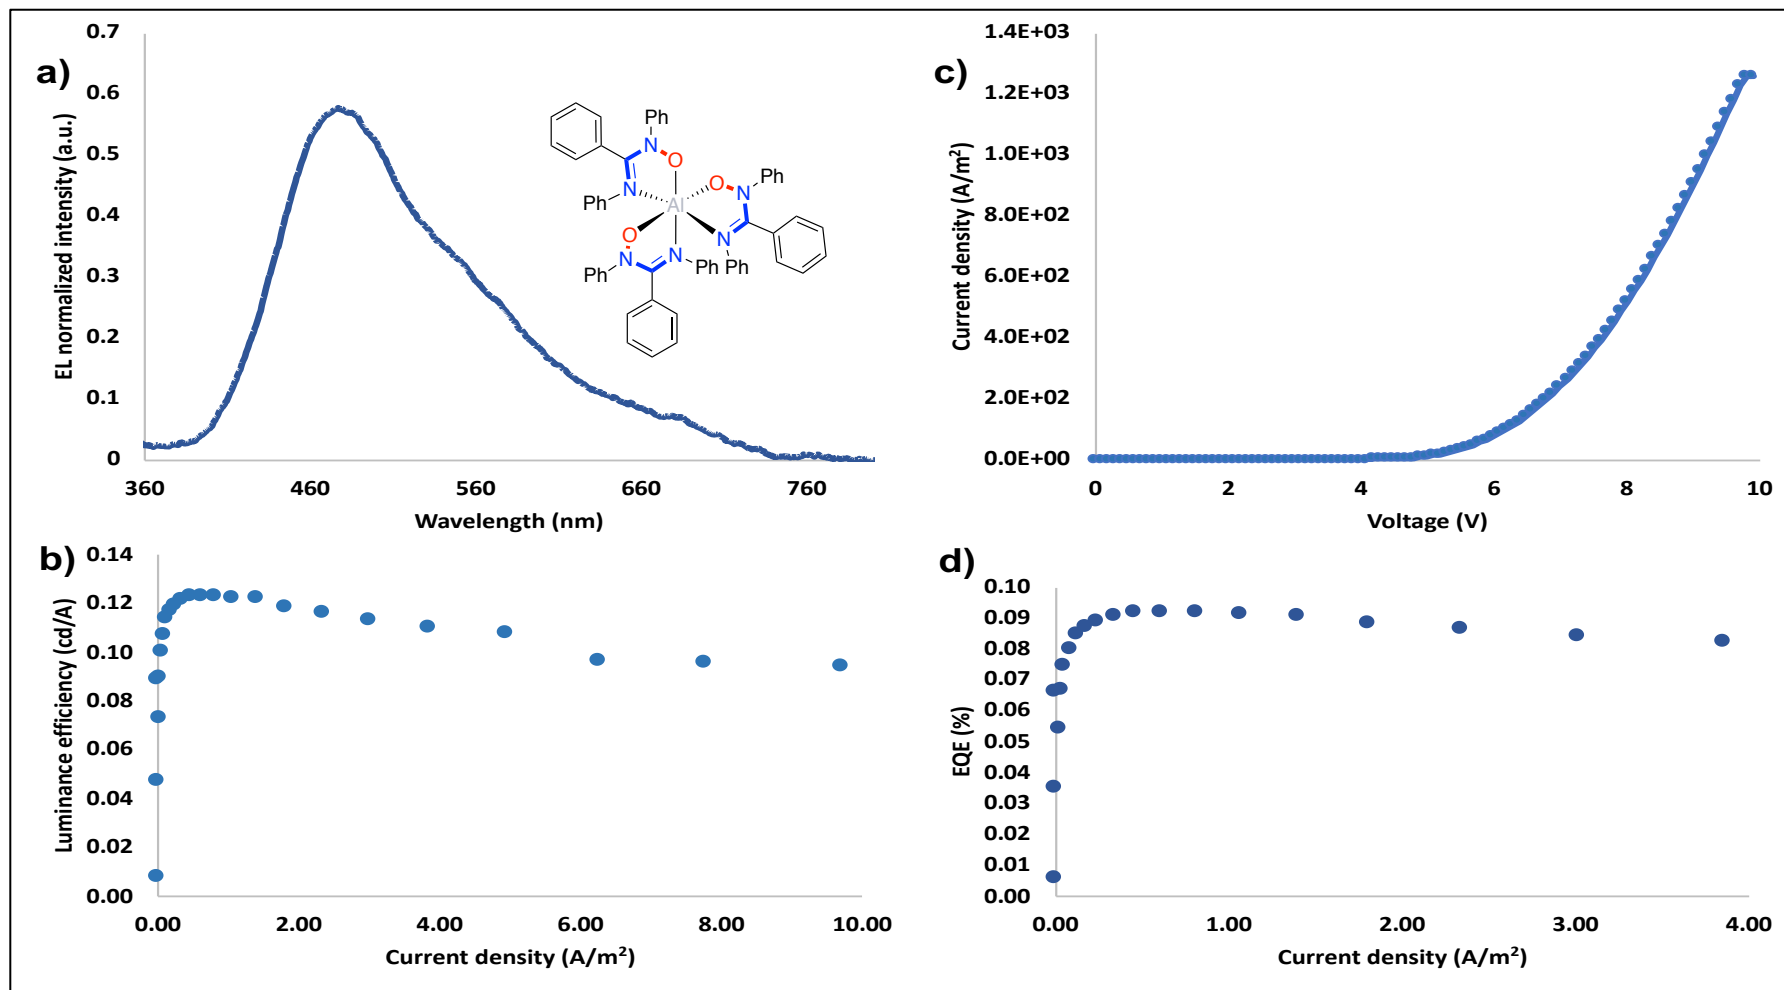 a)
EL normalized intensity (a.u.)
0.7
0.6
0.5
0.4
0.3
0.2
0.1
0
360
460
560
660
760
Wavelength (nm)
Ph
N
O
N
Ph
Al
O
Ph
N
N
Ph
O
N
Ph
N
Ph
c)
Current density (A/m²)
1.4E+03
1.2E+03
1.0E+03
8.0E+02
6.0E+02
4.0E+02
2.0E+02
0.0E+00
0
2
4
6
8
10
Voltage (V)
b)
Luminance efficiency (cd/A)
0.14
0.12
0.10
0.08
0.06
0.04
0.02
0.00
0.00
2.00
4.00
6.00
8.00
10.00
Current density (A/m²)
d)
EQE (%)
0.10
0.09
0.08
0.07
0.06
0.05
0.04
0.03
0.02
0.01
0.00
0.00
1.00
2.00
3.00
4.00
Current density (A/m²)